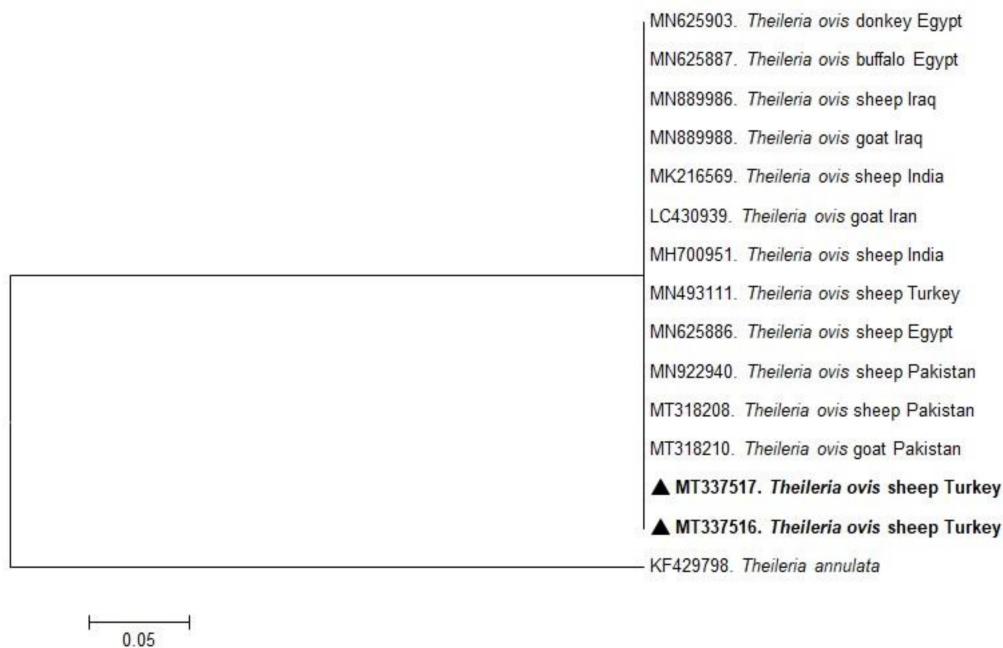 MN625903. Theileria ovis donkey Egypt
MN625887. Theileria ovis buffalo Egypt
MN889986. Theileria ovis sheep Iraq
MN889988. Theileria ovis goat Iraq
MK216569. Theileria ovis sheep India
LC430939. Theileria ovis goat Iran
MH700951. Theileria ovis sheep India
MN493111. Theileria ovis sheep Turkey
MN625886. Theileria ovis sheep Egypt
MN922940. Theileria ovis sheep Pakistan
MT318208. Theileria ovis sheep Pakistan
MT318210. Theileria ovis goat Pakistan
▲ MT337517. Theileria ovis sheep Turkey
▲ MT337516. Theileria ovis sheep Turkey
KF429798. Theileria annulata
0.05